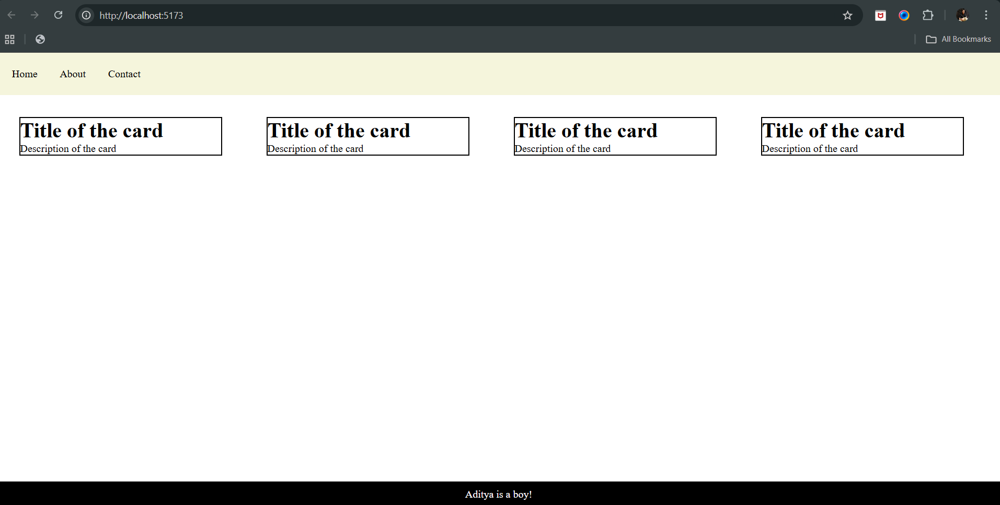 http://localhost:5173
All Bookmarks
Home About Contact
Title of the card Title of the card Title of the card Title of the card
Description of the card Description of the card Description of the card Description of the card
Aditya is a boy!